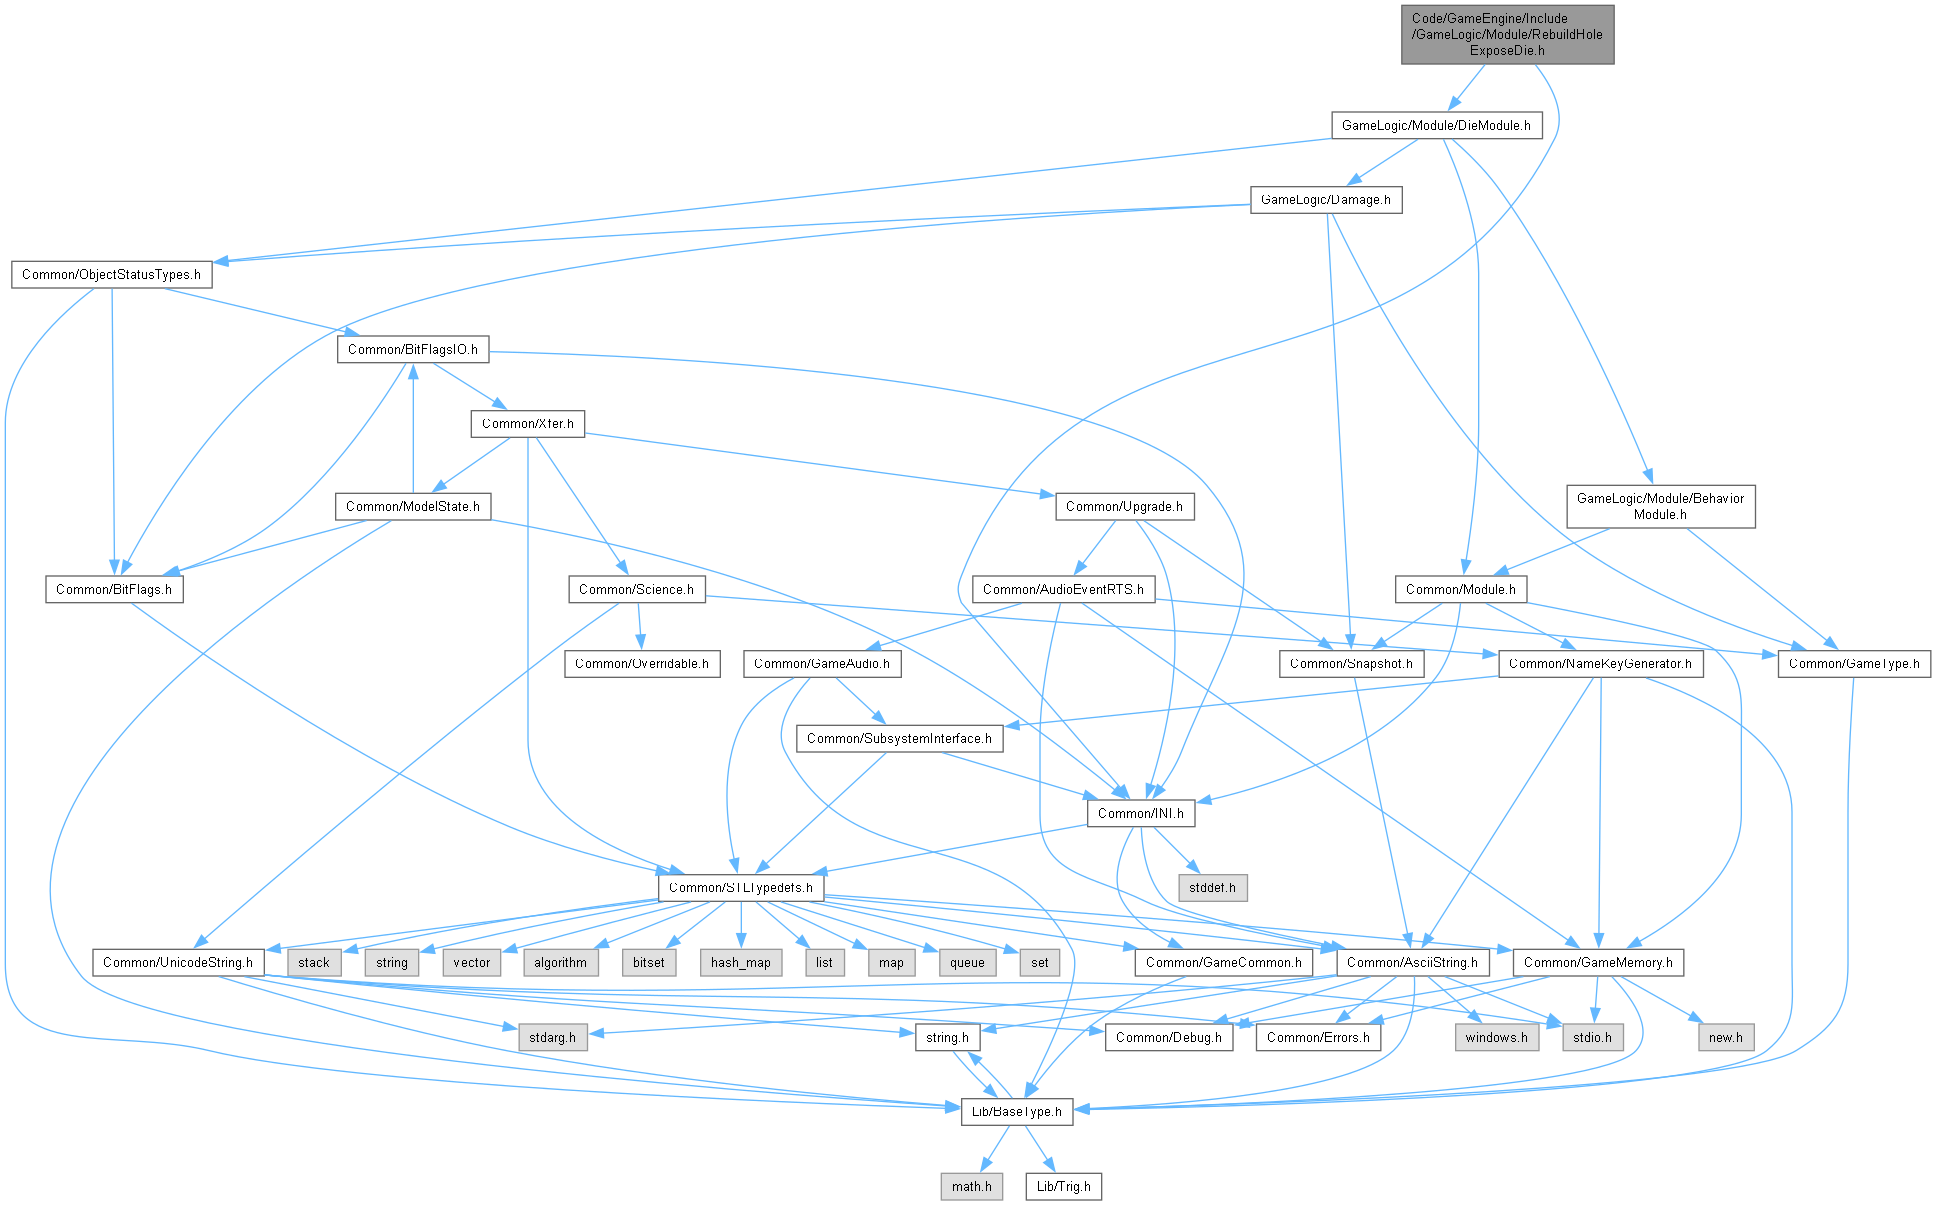 Code/GameEngine/Include
/GameLogic/Module/RebuildHole
ExposeDie.h
GameLogic/Module/DieModule.h
GameLogic/Damage.h
Common/ObjectStatusTypes.h
Common/BitFlagsIO.h
Common/Xfer.h
Common/ModelState.h
Common/Upgrade.h
GameLogic/Module/Behavior
Module.h
Common/BitFlags.h
Common/Science.h
Common/AudioEventRTS.h
Common/Module.h
Common/Overridable.h
Common/GameAudio.h
Common/Snapshot.h
Common/NameKeyGenerator.h
Common/GameType.h
Common/SubsystemInterface.h
Common/INI.h
Common/STLTypedefs.h
stddef.h
Common/UnicodeString.h
stack
string
vector
algorithm
bitset
hash_map
list
map
queue
set
Common/GameCommon.h
Common/AsciiString.h
Common/GameMemory.h
stdarg.h
string.h
Common/Debug.h
Common/Errors.h
windows.h
stdio.h
new.h
Lib/BaseType.h
math.h
Lib/Trig.h